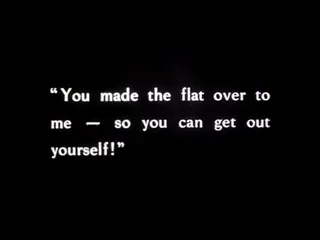 “You made the flat over to
me — so you can get out
yourself!”